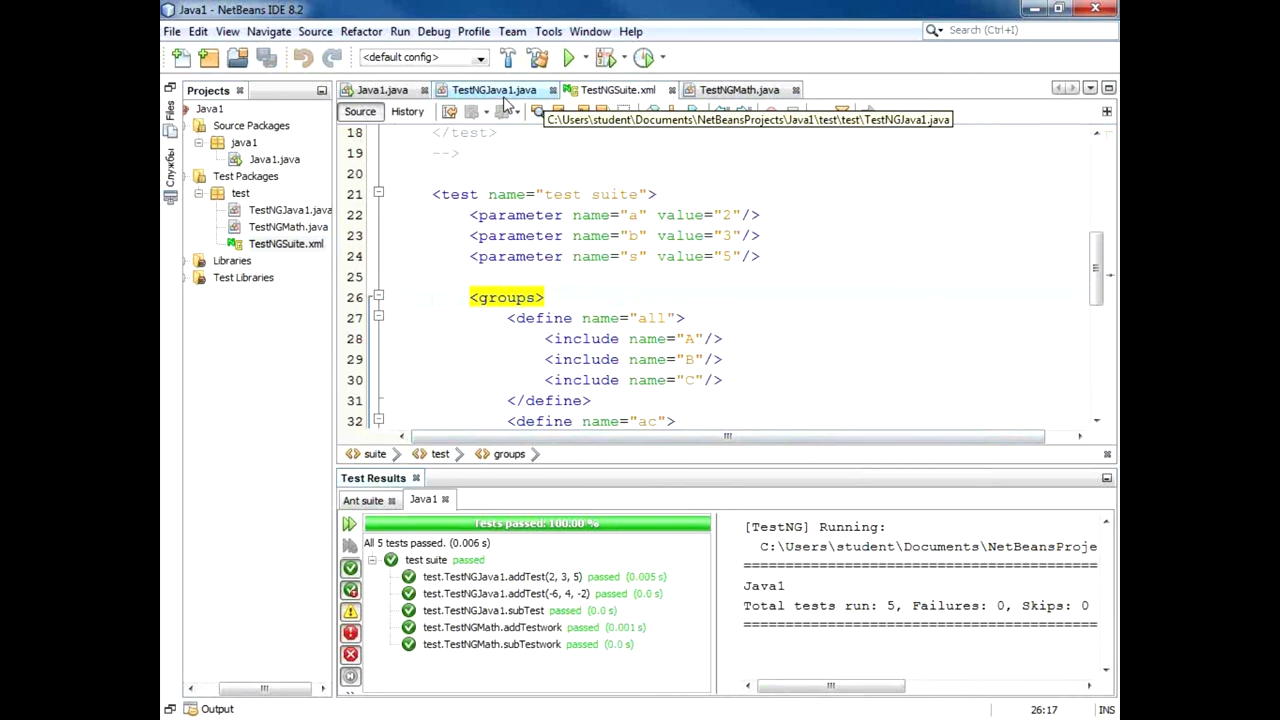 Java1 - NetBeans IDE 8.2
File Edit View Navigate Source Refactor Run Debug Profile Team Tools Window Help
Search (Ctrl+I)
<default config>
Projects
Java1.java
TestNGJava1.java
TestNGSuite.xml
TestNGMath.java
Source
History
C:\Users\student\Documents\NetBeansProjects\Java1\test\test\TestNGJava1.java
Files
Службы
Java1
Source Packages
java1
Java1.java
Test Packages
test
TestNGJava1.java
TestNGMath.java
TestNGSuite.xml
Libraries
Test Libraries
18 </test>
19 -->
20
21 <test name="test suite">
22 <parameter name="a" value="2"/>
23 <parameter name="b" value="3"/>
24 <parameter name="s" value="5"/>
25
26 <groups>
27 <define name="all">
28 <include name="A"/>
29 <include name="B"/>
30 <include name="C"/>
31 </define>
32 <define name="ac">
suite test groups
Test Results
Ant suite
Java1
Tests passed: 100.00 %
All 5 tests passed. (0.006 s)
test suite passed
test.TestNGJava1.addTest(2, 3, 5) passed (0.005 s)
test.TestNGJava1.addTest(-6, 4, -2) passed (0.0 s)
test.TestNGJava1.subTest passed (0.0 s)
test.TestNGMath.addTestwork passed (0.001 s)
test.TestNGMath.subTestwork passed (0.0 s)
[TestNG] Running:
C:\Users\student\Documents\NetBeansProje
===================================
Java1
Total tests run: 5, Failures: 0, Skips: 0
===================================
Output
26:17
INS